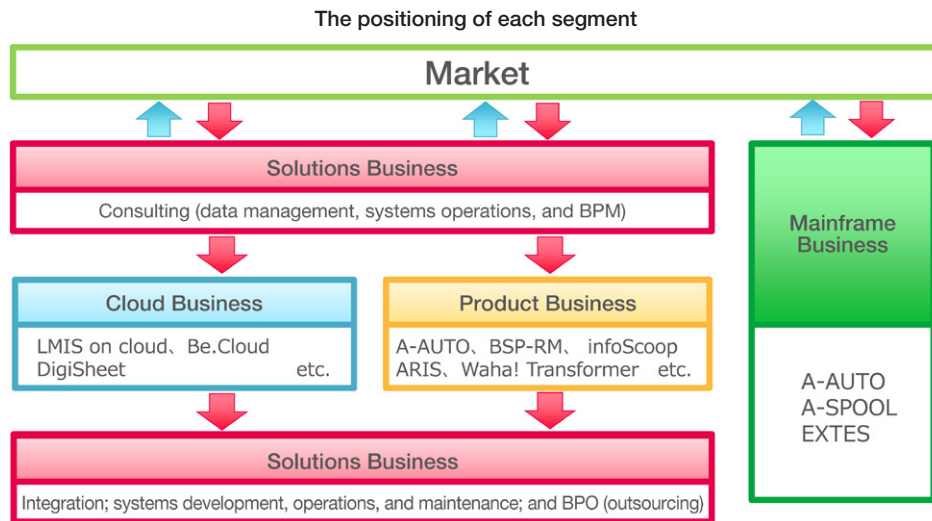 The positioning of each segment
Market
Solutions Business
Consulting (data management, systems operations, and BPM)
Cloud Business
LMIS on cloud、Be.Cloud
DigiSheet etc.
Product Business
A-AUTO、BSP-RM、infoScoop
ARIS、Waha! Transformer etc.
Solutions Business
Integration; systems development, operations, and maintenance; and BPO (outsourcing)
Mainframe
Business
A-AUTO
A-SPOOL
EXTES